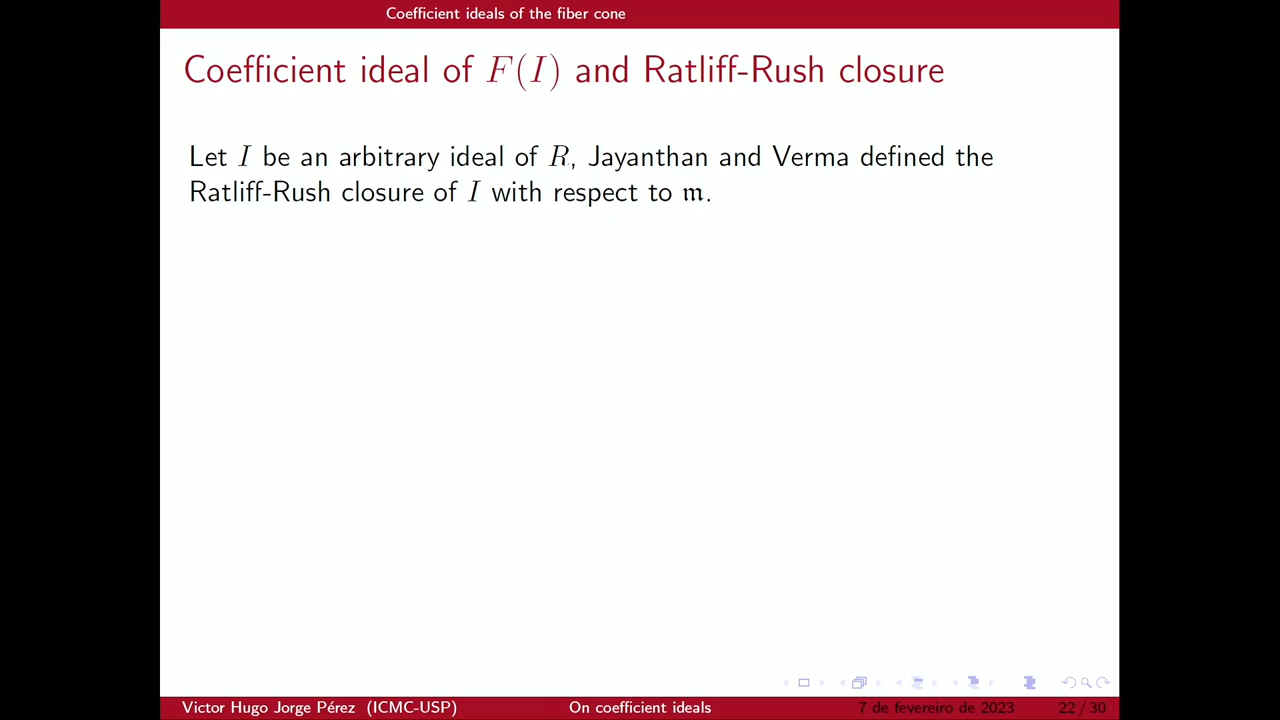 Coefficient ideals of the fiber cone
Coefficient ideal of F(I) and Ratliff-Rush closure
Let I be an arbitrary ideal of R, Jayanthan and Verma defined the
Ratliff-Rush closure of I with respect to 𝔪.
Victor Hugo Jorge Pérez (ICMC-USP) On coefficient ideals 7 de fevereiro de 2023 22 / 30